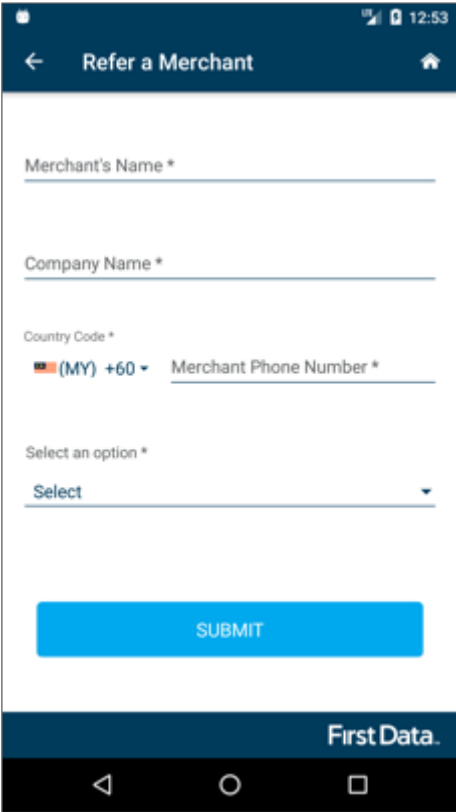 12:53
Refer a Merchant
Merchant's Name *
Company Name *
Country Code *
(MY) +60 Merchant Phone Number *
Select an option *
Select
SUBMIT
First Data.